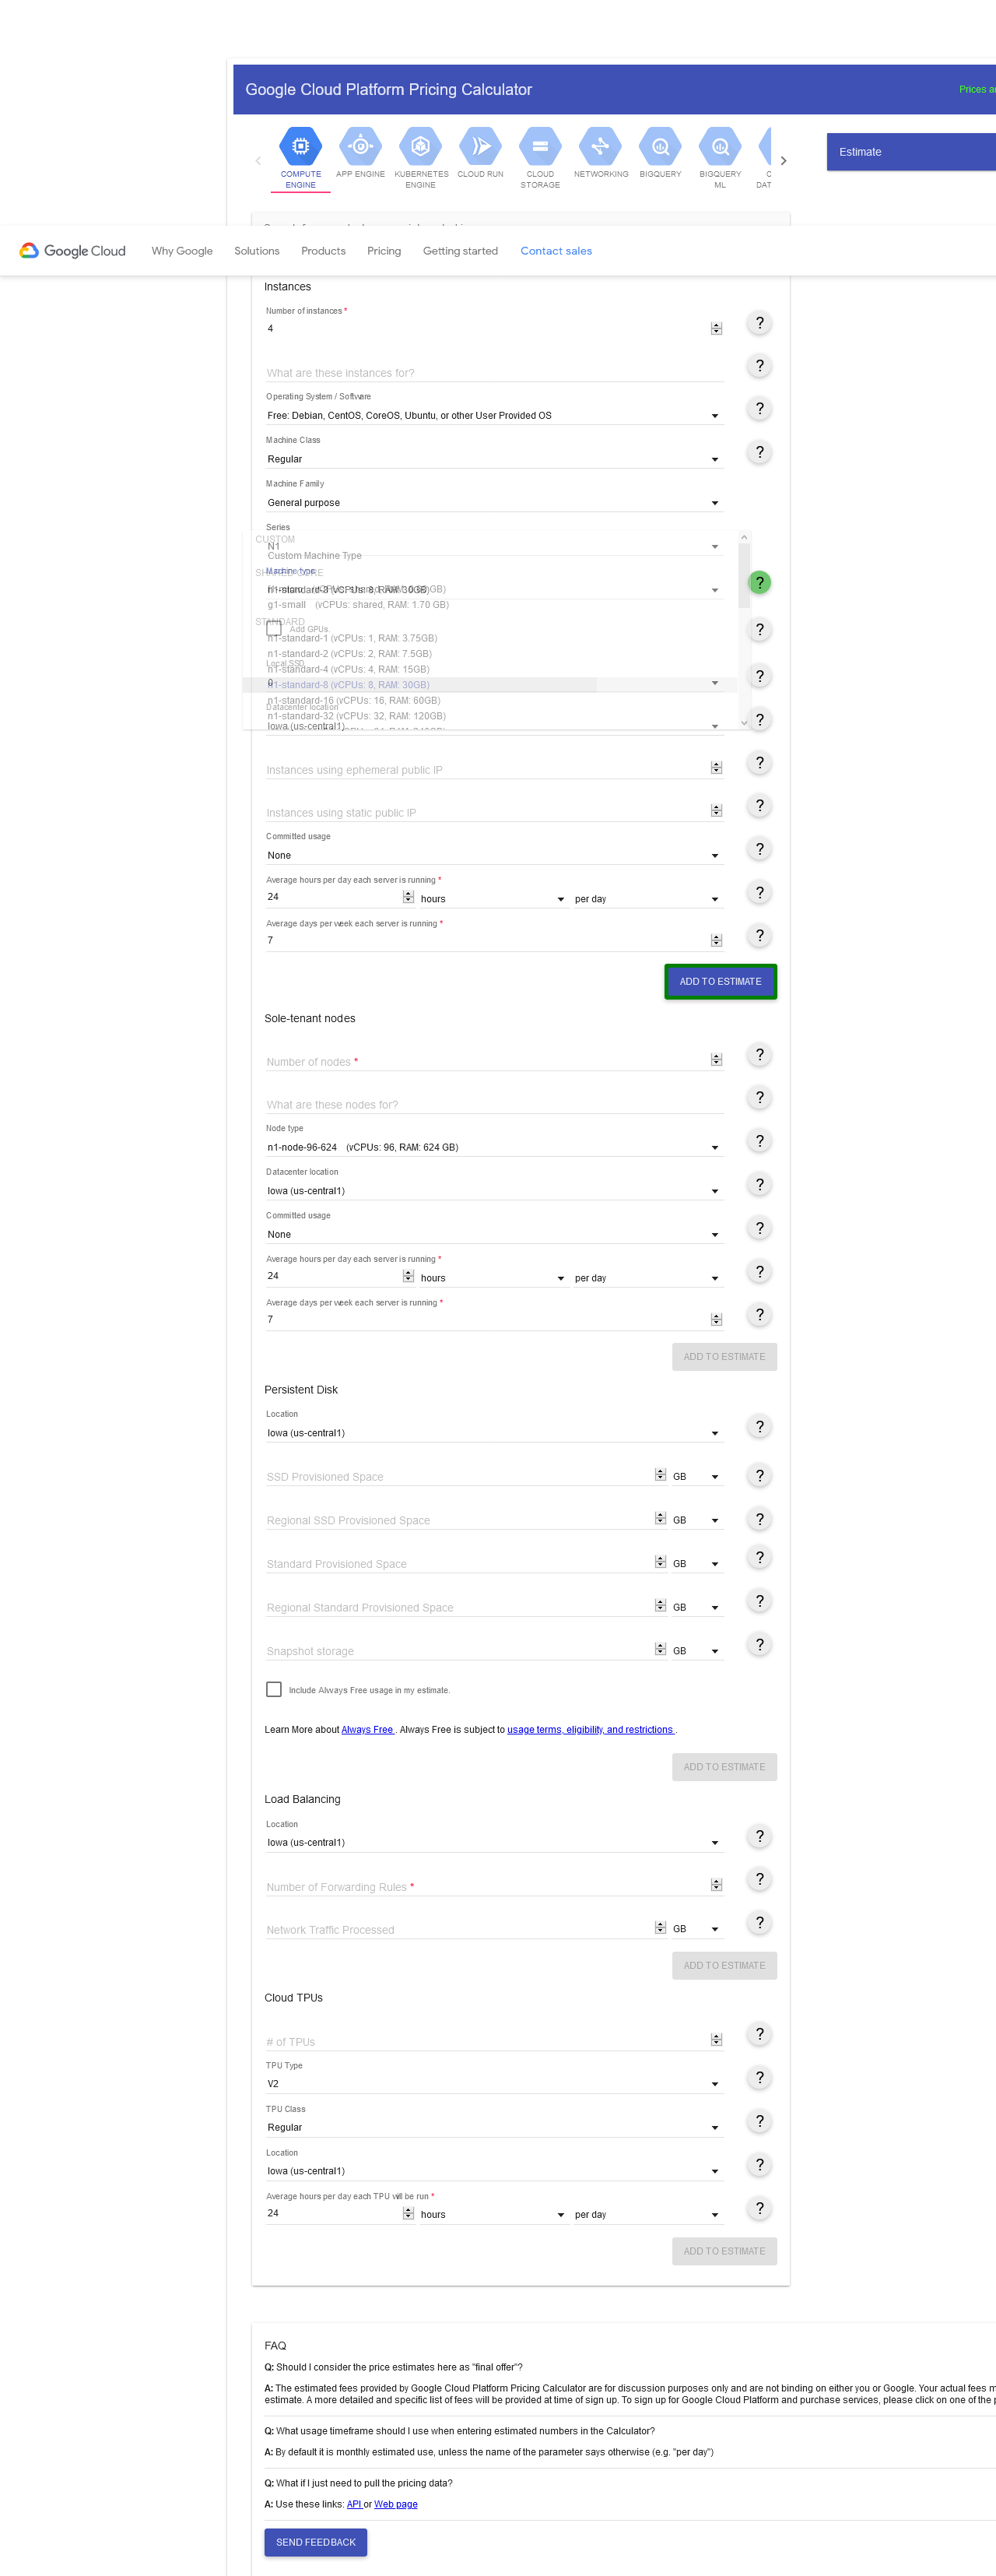 Google Cloud Platform Pricing Calculator
Prices
COMPUTE ENGINE
APP ENGINE
KUBERNETES ENGINE
CLOUD RUN
CLOUD STORAGE
NETWORKING
BIGQUERY
BIGQUERY ML
Estimate
Google Cloud Why Google Solutions Products Pricing Getting started Contact sales
Instances
Number of instances *
4
?
What are these instances for?
?
Operating System / Software
Free: Debian, CentOS, CoreOS, Ubuntu, or other User Provided OS
?
Machine Class
Regular
?
Machine Family
General purpose
Series
N1
CUSTOM
Custom Machine Type
Machine type
SHARED CORE
n1-standard-8 (vCPUs: 8, RAM: 30GB)
?
g1-small (vCPUs: shared, RAM: 1.70 GB)
STANDARD
Add GPUs.
?
n1-standard-1 (vCPUs: 1, RAM: 3.75GB)
n1-standard-2 (vCPUs: 2, RAM: 7.5GB)
Local SSD
n1-standard-4 (vCPUs: 4, RAM: 15GB)
0
?
n1-standard-8 (vCPUs: 8, RAM: 30GB)
n1-standard-16 (vCPUs: 16, RAM: 60GB)
Datacenter location
n1-standard-32 (vCPUs: 32, RAM: 120GB)
Iowa (us-central1)
?
Instances using ephemeral public IP
?
Instances using static public IP
?
Committed usage
None
?
Average hours per day each server is running *
24 hours per day
?
Average days per week each server is running *
7
?
ADD TO ESTIMATE
Sole-tenant nodes
Number of nodes *
?
What are these nodes for?
?
Node type
n1-node-96-624 (vCPUs: 96, RAM: 624 GB)
?
Datacenter location
Iowa (us-central1)
?
Committed usage
None
?
Average hours per day each server is running *
24 hours per day
?
Average days per week each server is running *
7
?
ADD TO ESTIMATE
Persistent Disk
Location
Iowa (us-central1)
?
SSD Provisioned Space GB
?
Regional SSD Provisioned Space GB
?
Standard Provisioned Space GB
?
Regional Standard Provisioned Space GB
?
Snapshot storage GB
?
Include Always Free usage in my estimate.
Learn More about Always Free . Always Free is subject to usage terms, eligibility, and restrictions .
ADD TO ESTIMATE
Load Balancing
Location
Iowa (us-central1)
?
Number of Forwarding Rules *
?
Network Traffic Processed GB
?
ADD TO ESTIMATE
Cloud TPUs
# of TPUs
?
TPU Type
V2
?
TPU Class
Regular
?
Location
Iowa (us-central1)
?
Average hours per day each TPU will be run *
24 hours per day
?
ADD TO ESTIMATE
FAQ
Q: Should I consider the price estimates here as "final offer"?
A: The estimated fees provided by Google Cloud Platform Pricing Calculator are for discussion purposes only and are not binding on either you or Google. Your actual fees
estimate. A more detailed and specific list of fees will be provided at time of sign up. To sign up for Google Cloud Platform and purchase services, please click on one of the
Q: What usage timeframe should I use when entering estimated numbers in the Calculator?
A: By default it is monthly estimated use, unless the name of the parameter says otherwise (e.g. "per day")
Q: What if I just need to pull the pricing data?
A: Use these links: API or Web page
SEND FEEDBACK